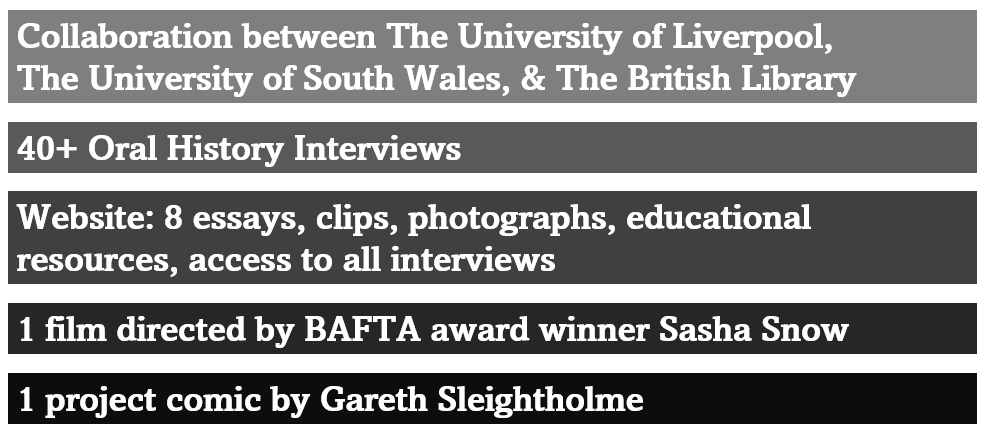 Collaboration between The University of Liverpool,
The University of South Wales, & The British Library
40+ Oral History Interviews
Website: 8 essays, clips, photographs, educational
resources, access to all interviews
1 film directed by BAFTA award winner Sasha Snow
1 project comic by Gareth Sleightholme